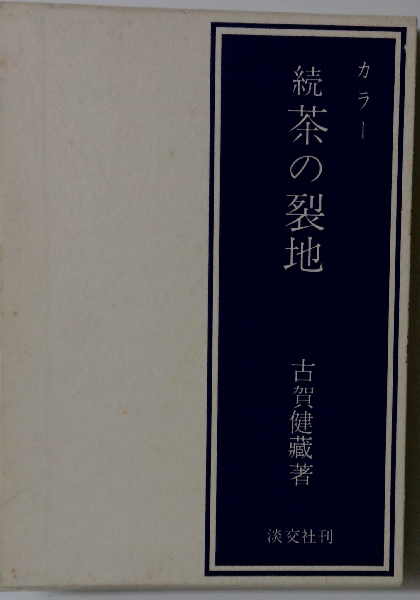 カラー
続茶の裂地
古賀健藏著
淡交社刊